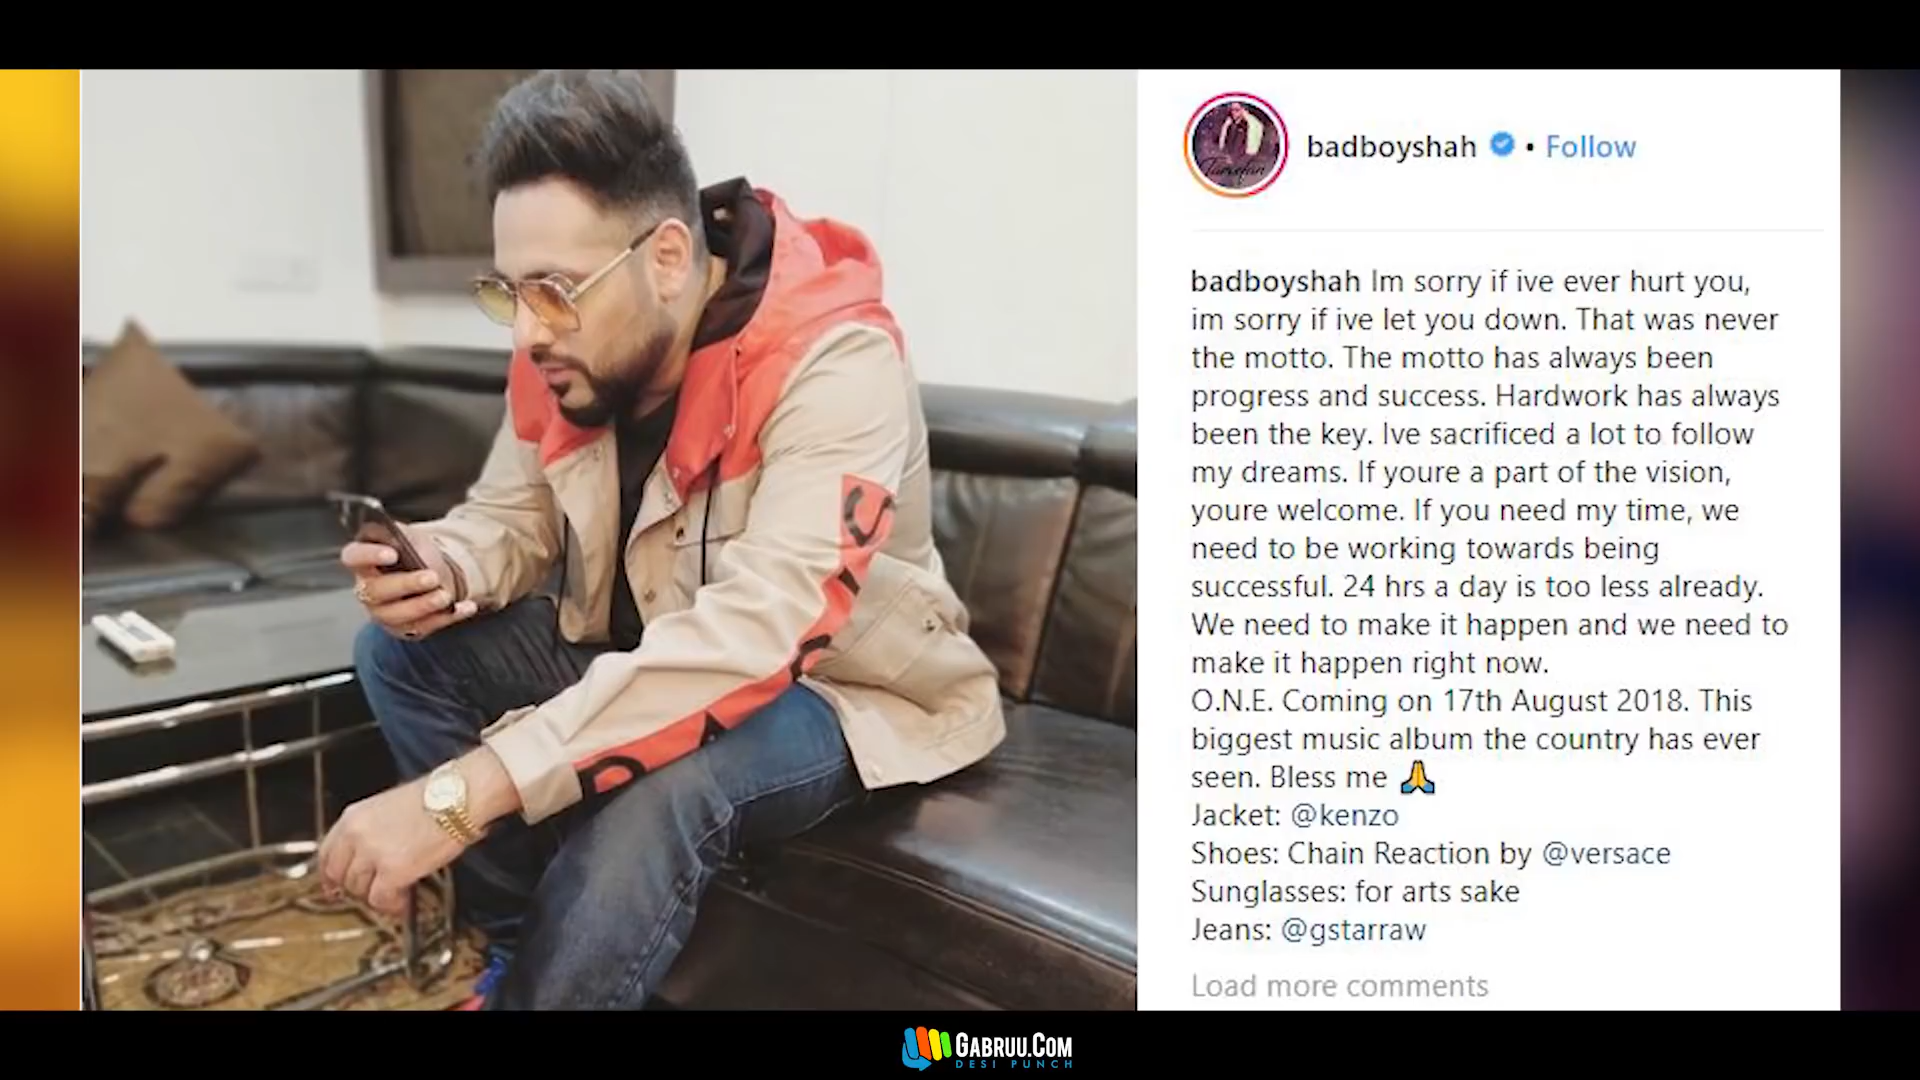 badboyshah • Follow
badboyshah Im sorry if ive ever hurt you,
im sorry if ive let you down. That was never
the motto. The motto has always been
progress and success. Hardwork has always
been the key. Ive sacrificed a lot to follow
my dreams. If youre a part of the vision,
youre welcome. If you need my time, we
need to be working towards being
successful. 24 hrs a day is too less already.
We need to make it happen and we need to
make it happen right now.
O.N.E. Coming on 17th August 2018. This
biggest music album the country has ever
seen. Bless me 🙏
Jacket: @kenzo
Shoes: Chain Reaction by @versace
Sunglasses: for arts sake
Jeans: @gstarraw
Load more comments
GABRUU.COM
DESI PUNCH